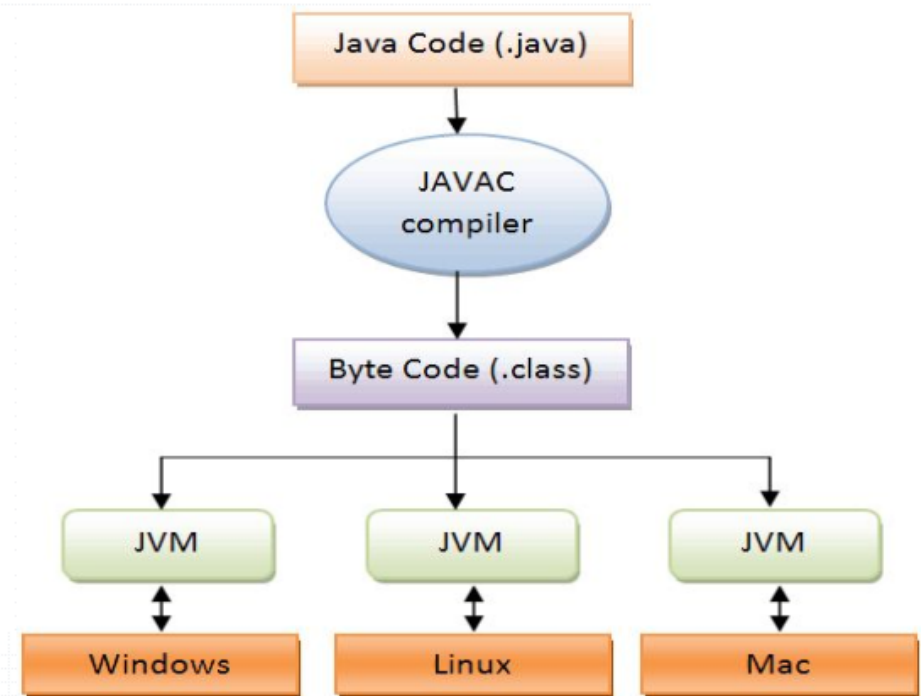 Java Code (.java)
JAVAC
compiler
Byte Code (.class)
JVM
JVM
JVM
Windows
Linux
Mac